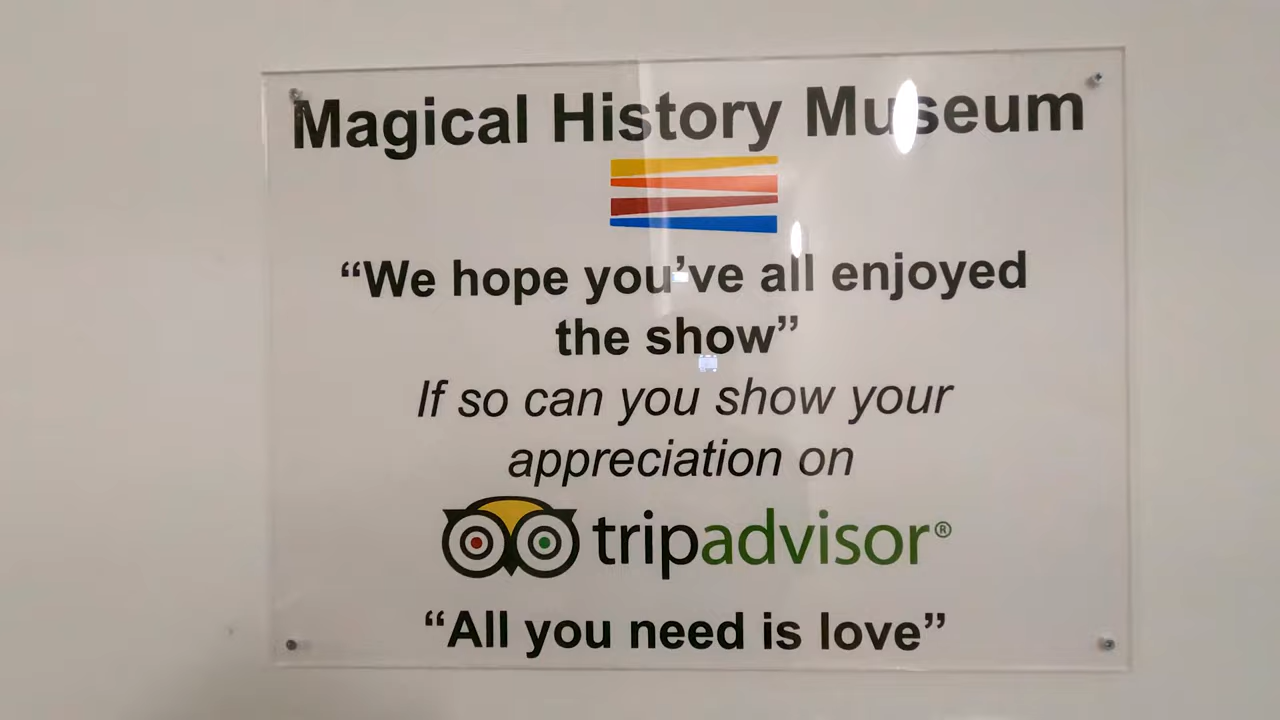 Magical History Museum
“We hope you’ve all enjoyed
the show”
If so can you show your
appreciation on
tripadvisor®
“All you need is love”